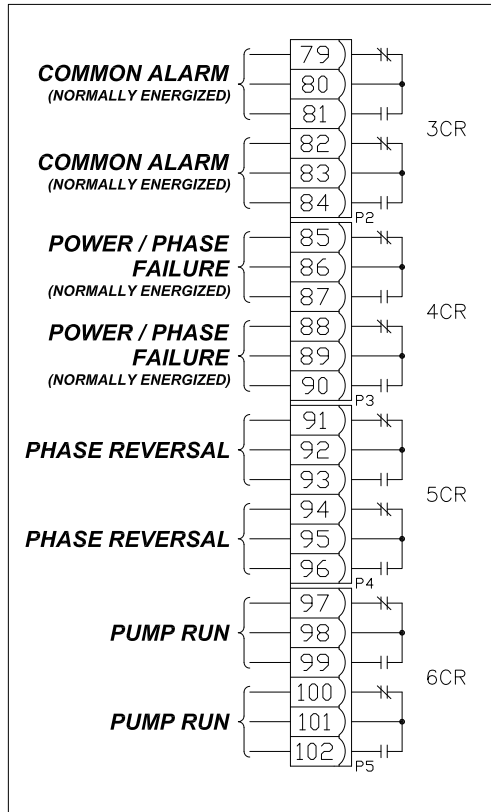 COMMON ALARM
(NORMALLY ENERGIZED)
79
80
81
3CR
COMMON ALARM
(NORMALLY ENERGIZED)
82
83
84
P2
POWER / PHASE
FAILURE
(NORMALLY ENERGIZED)
85
86
87
4CR
POWER / PHASE
FAILURE
(NORMALLY ENERGIZED)
88
89
90
P3
PHASE REVERSAL
91
92
93
5CR
PHASE REVERSAL
94
95
96
P4
PUMP RUN
97
98
99
6CR
PUMP RUN
100
101
102
P5